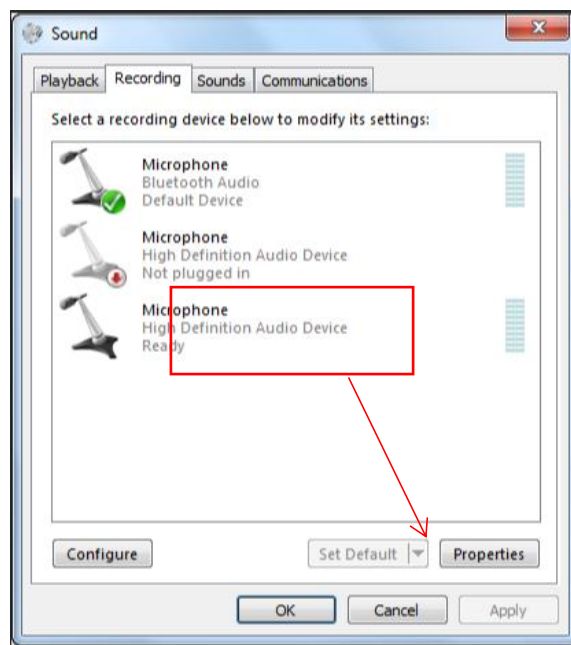 Sound
Playback Recording Sounds Communications
Select a recording device below to modify its settings:
Microphone
Bluetooth Audio
Default Device
Microphone
High Definition Audio Device
Not plugged in
Microphone
High Definition Audio Device
Ready
Configure Set Default Properties
OK Cancel Apply